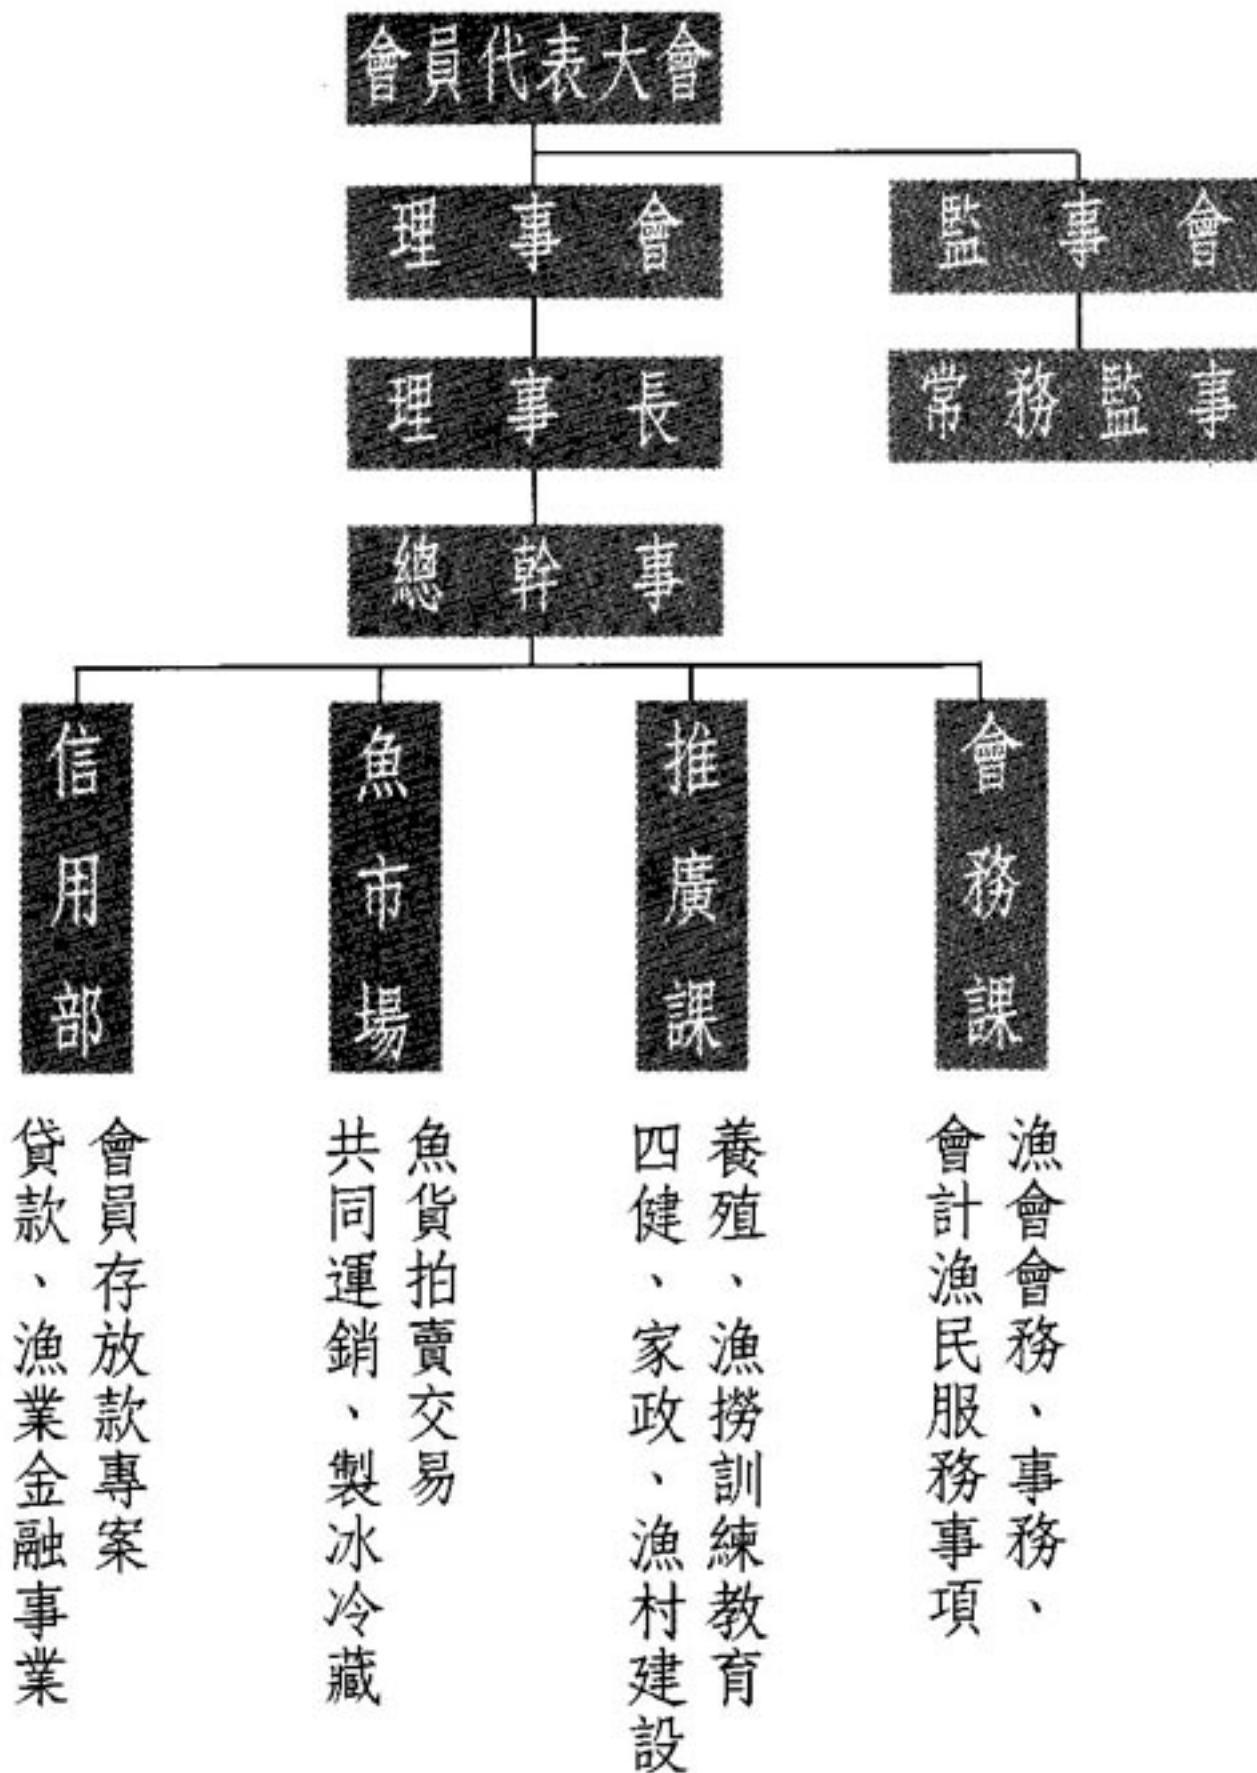 會員代表大會
理事會
監事會
理事長
常務監事
總幹事
會務課
漁會會務、事務、
會計漁民服務事項
推廣課
養殖、漁撈訓練教育
四健、家政、漁村建設
魚市場
魚貨拍賣交易
共同運銷、製冰冷藏
信用部
會員存放款專案
貸款、漁業金融事業